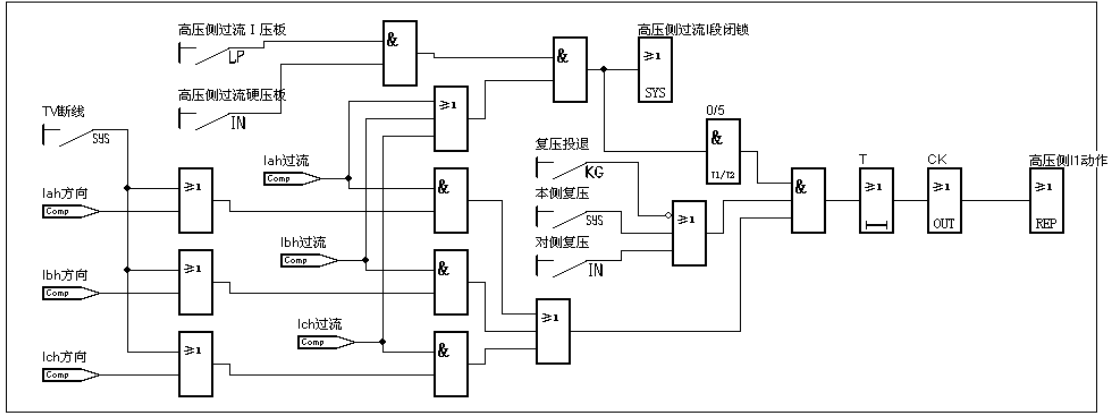 高压侧过流Ⅰ压板
LP
&
高压侧过流I段闭锁
≥1
SYS
&
高压侧过流硬压板
IN
≥1
TV断线
SYS
0/5
&
T1/T2
Iah过流
Comp
复压投退
KG
T
≥1
CK
≥1
OUT
高压侧I1动作
≥1
REP
Iah方向
Comp
≥1
&
本侧复压
SYS
≥1
&
Ibh过流
Comp
对侧复压
IN
Ibh方向
Comp
≥1
&
Ich过流
Comp
≥1
Ich方向
Comp
≥1
&